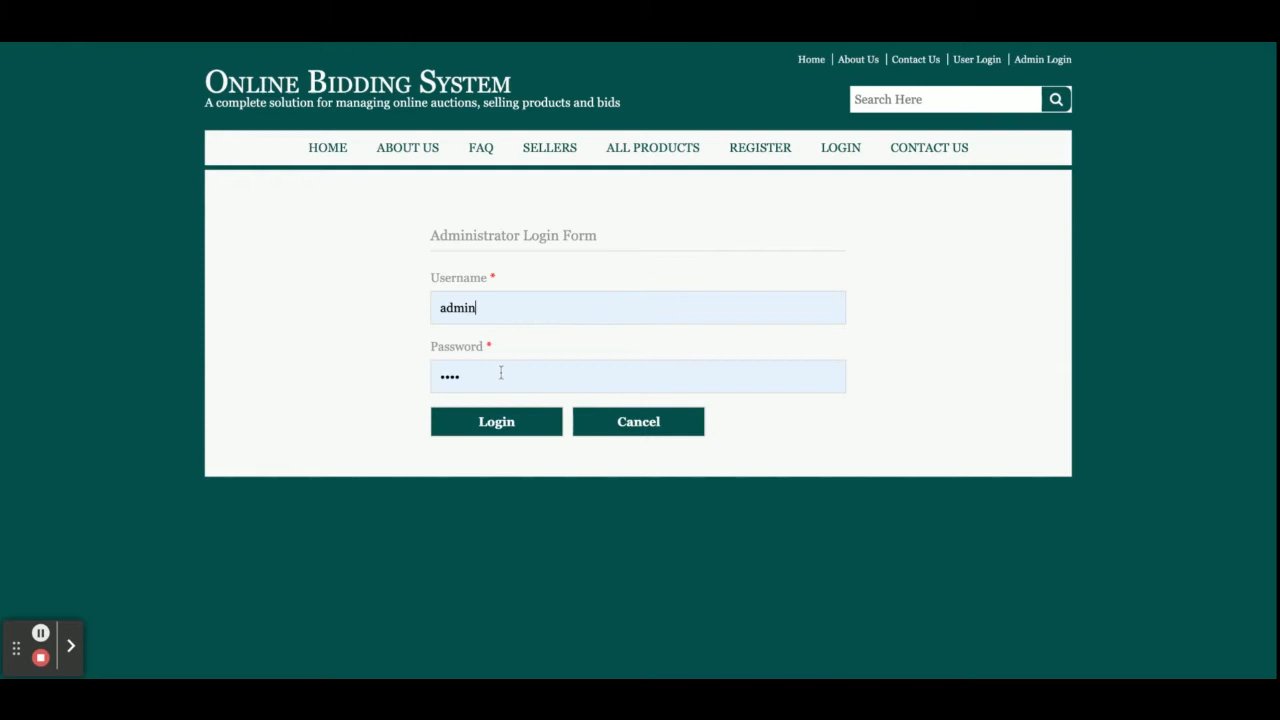 Home About Us Contact Us User Login Admin Login
Online Bidding System
A complete solution for managing online auctions, selling products and bids
Search Here
HOME ABOUT US FAQ SELLERS ALL PRODUCTS REGISTER LOGIN CONTACT US
Administrator Login Form
Username *
admin
Password *
••••
Login Cancel